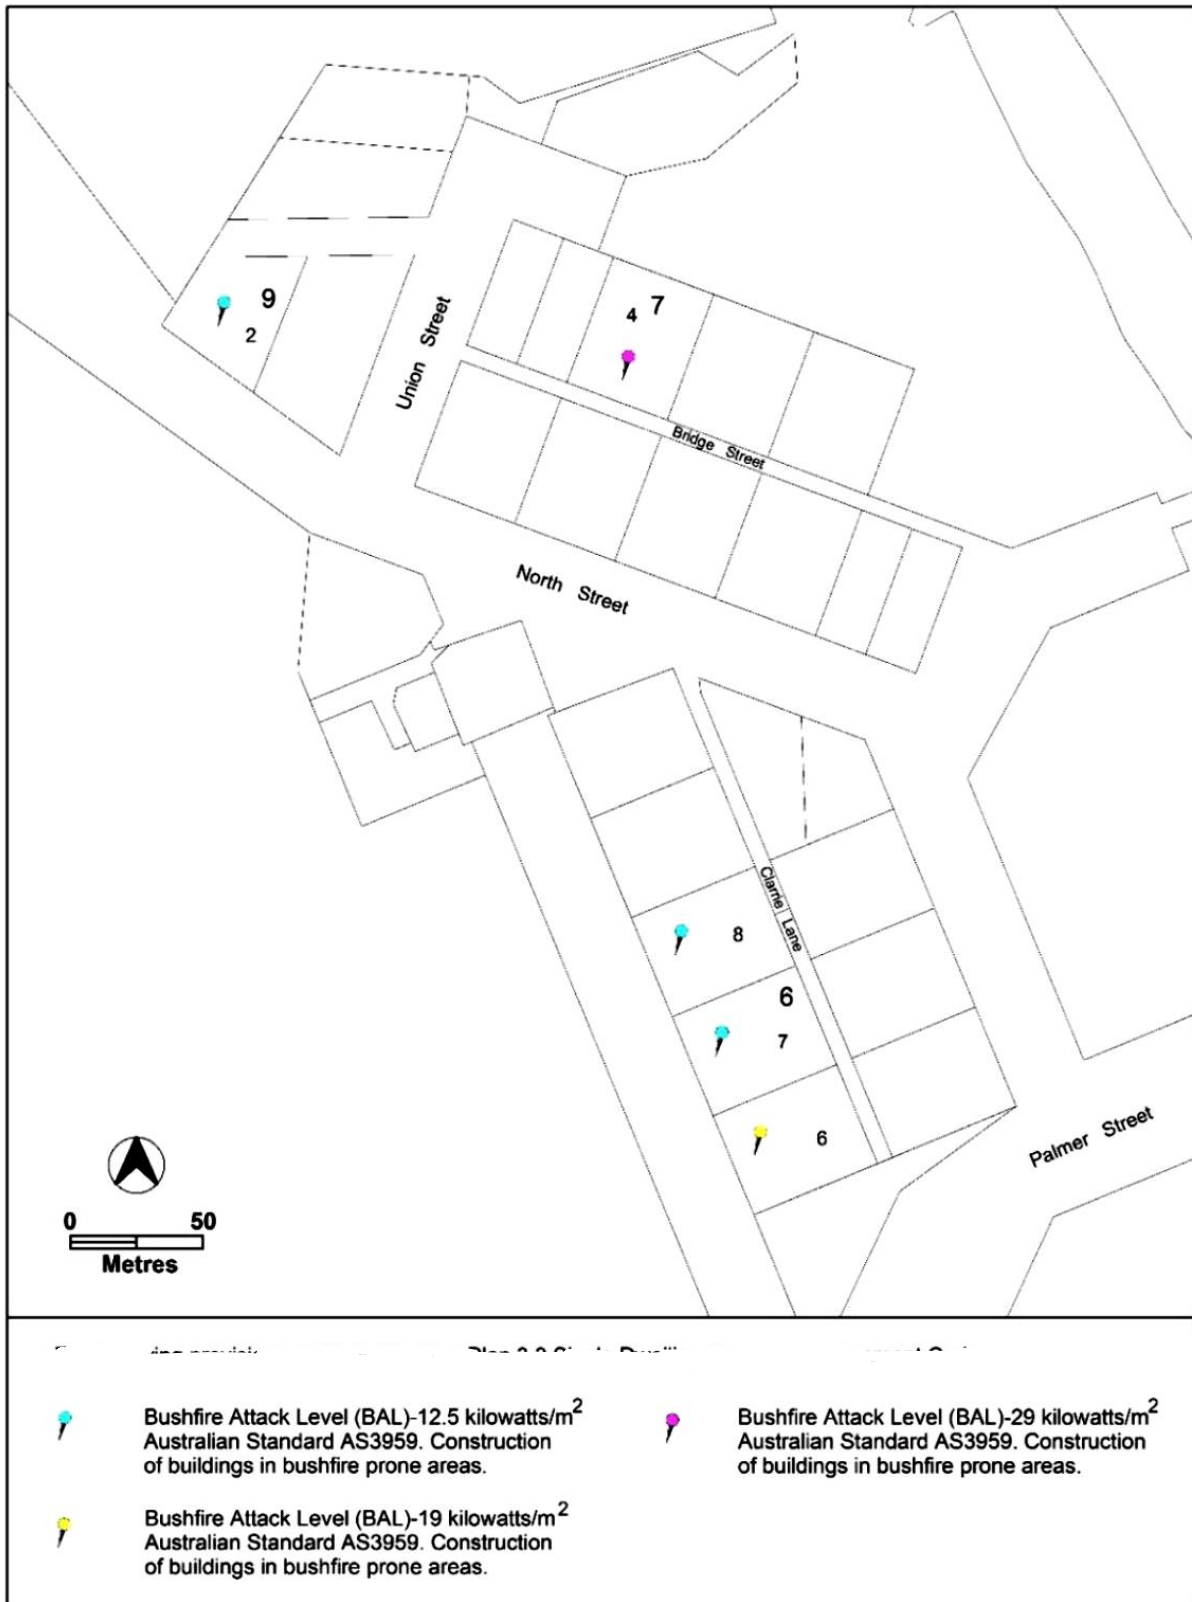 9
2
Union Street
4 7
Bridge Street
North Street
Clarrie Lane
8
6
7
6
Palmer Street
0 50
Metres
Bushfire Attack Level (BAL)-12.5 kilowatts/m²
Australian Standard AS3959. Construction
of buildings in bushfire prone areas.
Bushfire Attack Level (BAL)-29 kilowatts/m²
Australian Standard AS3959. Construction
of buildings in bushfire prone areas.
Bushfire Attack Level (BAL)-19 kilowatts/m²
Australian Standard AS3959. Construction
of buildings in bushfire prone areas.